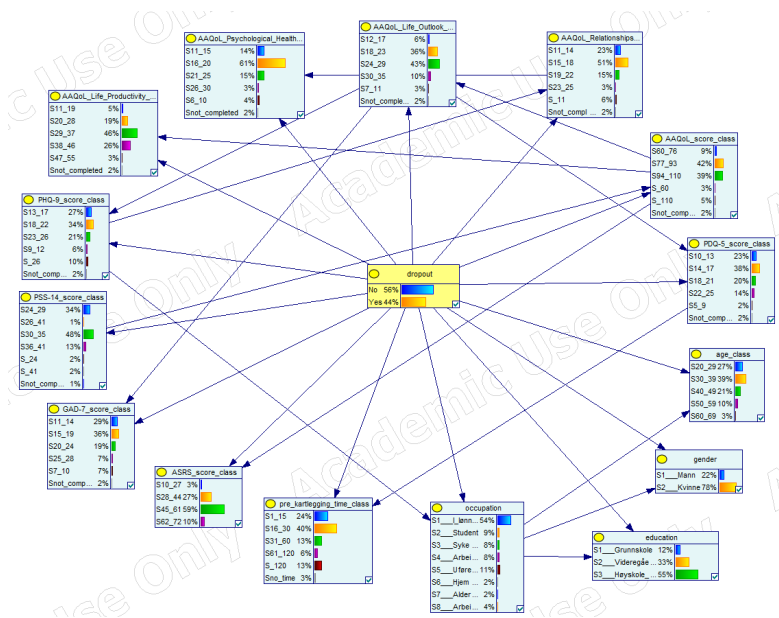 AAQoL_Psychological_Health...
S11_15 14%
S16_20 61%
S21_25 15%
S26_30 3%
S6_10 4%
Snot_completed 2%
AAQoL_Life_Outlook_...
S12_17 6%
S18_23 36%
S24_29 43%
S30_35 10%
S7_11 3%
Snot_comple... 2%
AAQoL_Relationships...
S11_14 23%
S15_18 51%
S19_22 15%
S23_25 3%
S_11 6%
Snot_compl ... 2%
AAQoL_Life_Productivity_...
S11_19 5%
S20_28 19%
S29_37 46%
S38_46 26%
S47_55 3%
Snot_completed 2%
AAQoL_score_class
S60_76 9%
S77_93 42%
S94_110 39%
S_60 3%
S_110 5%
Snot_comp... 2%
PHQ-9_score_class
S13_17 27%
S18_22 34%
S23_26 21%
S9_12 6%
S_26 10%
Snot_comp... 2%
PDQ-5_score_class
S10_13 23%
S14_17 38%
S18_21 20%
S22_25 14%
S5_9 2%
Snot_comp... 2%
dropout
No 56%
Yes 44%
PSS-14_score_class
S24_29 34%
S26_41 1%
S30_35 48%
S36_41 13%
S_24 2%
S_41 2%
Snot_comp... 1%
age_class
S20_29 27%
S30_39 39%
S40_49 21%
S50_59 10%
S60_69 3%
GAD-7_score_class
S11_14 29%
S15_19 36%
S20_24 19%
S25_28 7%
S7_10 7%
Snot_comp... 2%
gender
S1___Mann 22%
S2___Kvinne 78%
ASRS_score_class
S10_27 3%
S28_44 27%
S45_61 59%
S62_72 10%
pre_kartlegging_time_class
S1_15 24%
S16_30 40%
S31_60 13%
S61_120 6%
S_120 13%
Sno_time 3%
occupation
S1___I_lønn... 54%
S2___Student 9%
S3___Syke ... 8%
S4___Arbei... 8%
S5___Uføre... 11%
S6___Hjem ... 2%
S7___Alder ... 2%
S8___Arbei... 4%
education
S1___Grunnskole 12%
S2___Videregåe... 33%
S3___Høyskole_... 55%
Academic Use Only